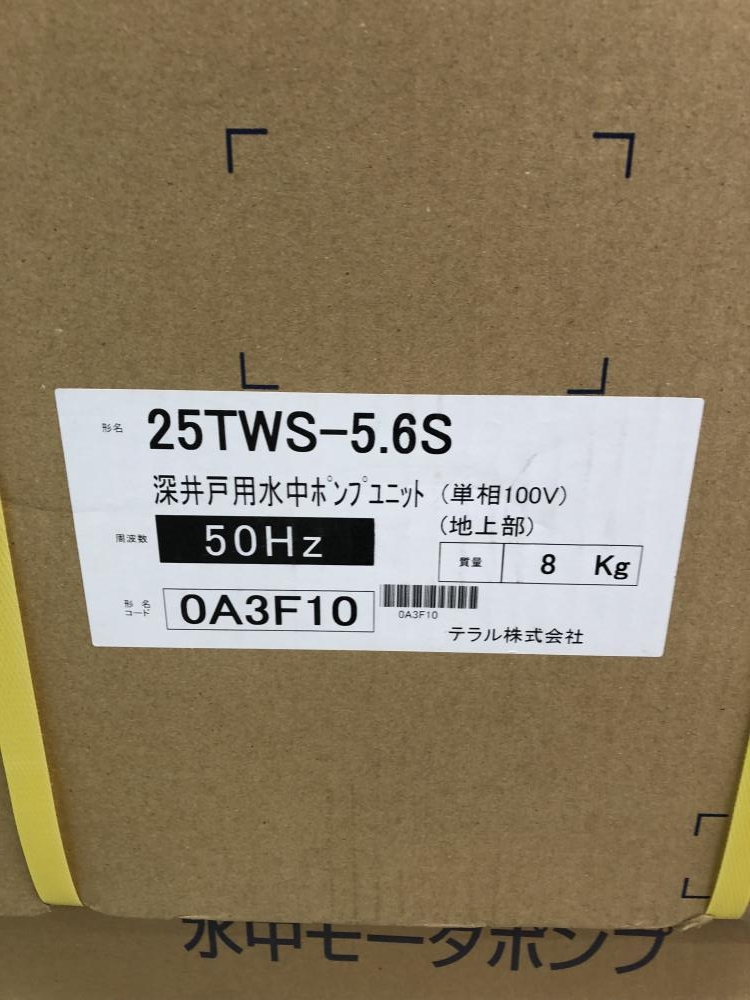 形名 25TWS-5.6S
深井戸用水中ﾎﾟﾝﾌﾟﾕﾆｯﾄ (単相100V)
(地上部)
周波数 50Hz
質量 8 Kg
形名コード 0A3F10
0A3F10
テラル株式会社
水中モータポンプ